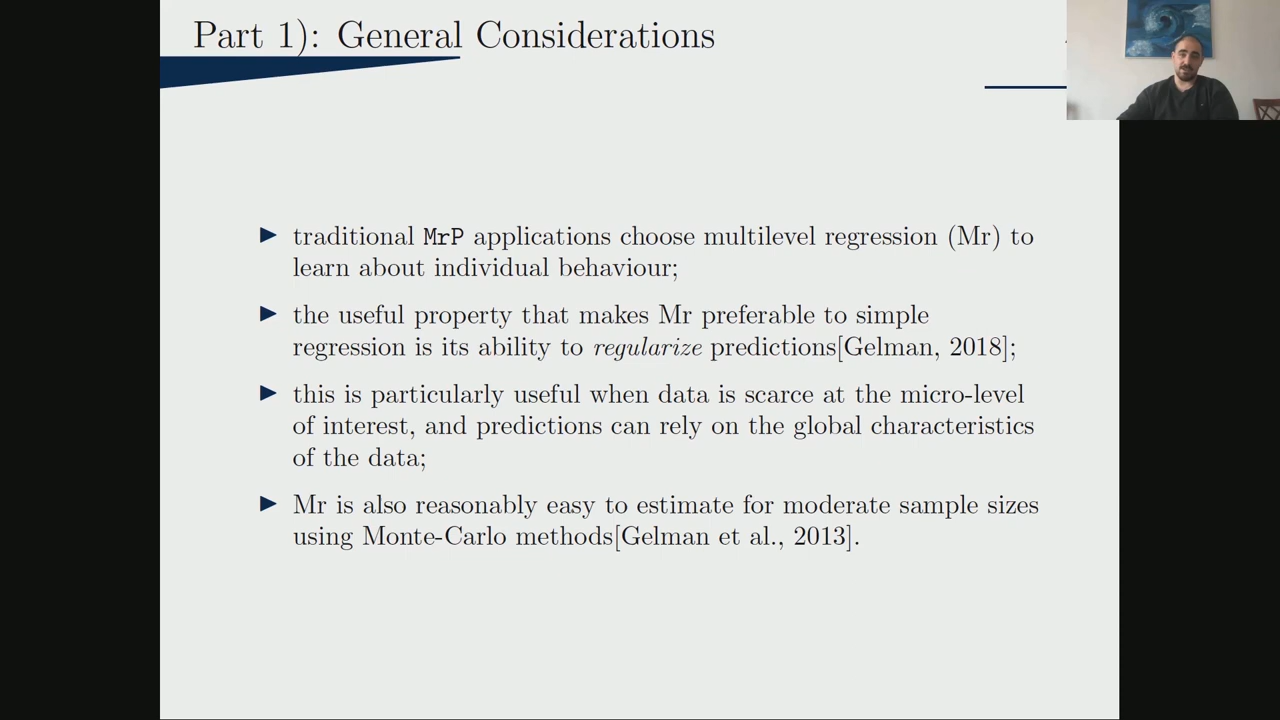 Part 1): General Considerations
traditional MrP applications choose multilevel regression (Mr) to
learn about individual behaviour;
the useful property that makes Mr preferable to simple
regression is its ability to regularize predictions[Gelman, 2018];
this is particularly useful when data is scarce at the micro-level
of interest, and predictions can rely on the global characteristics
of the data;
Mr is also reasonably easy to estimate for moderate sample sizes
using Monte-Carlo methods[Gelman et al., 2013].